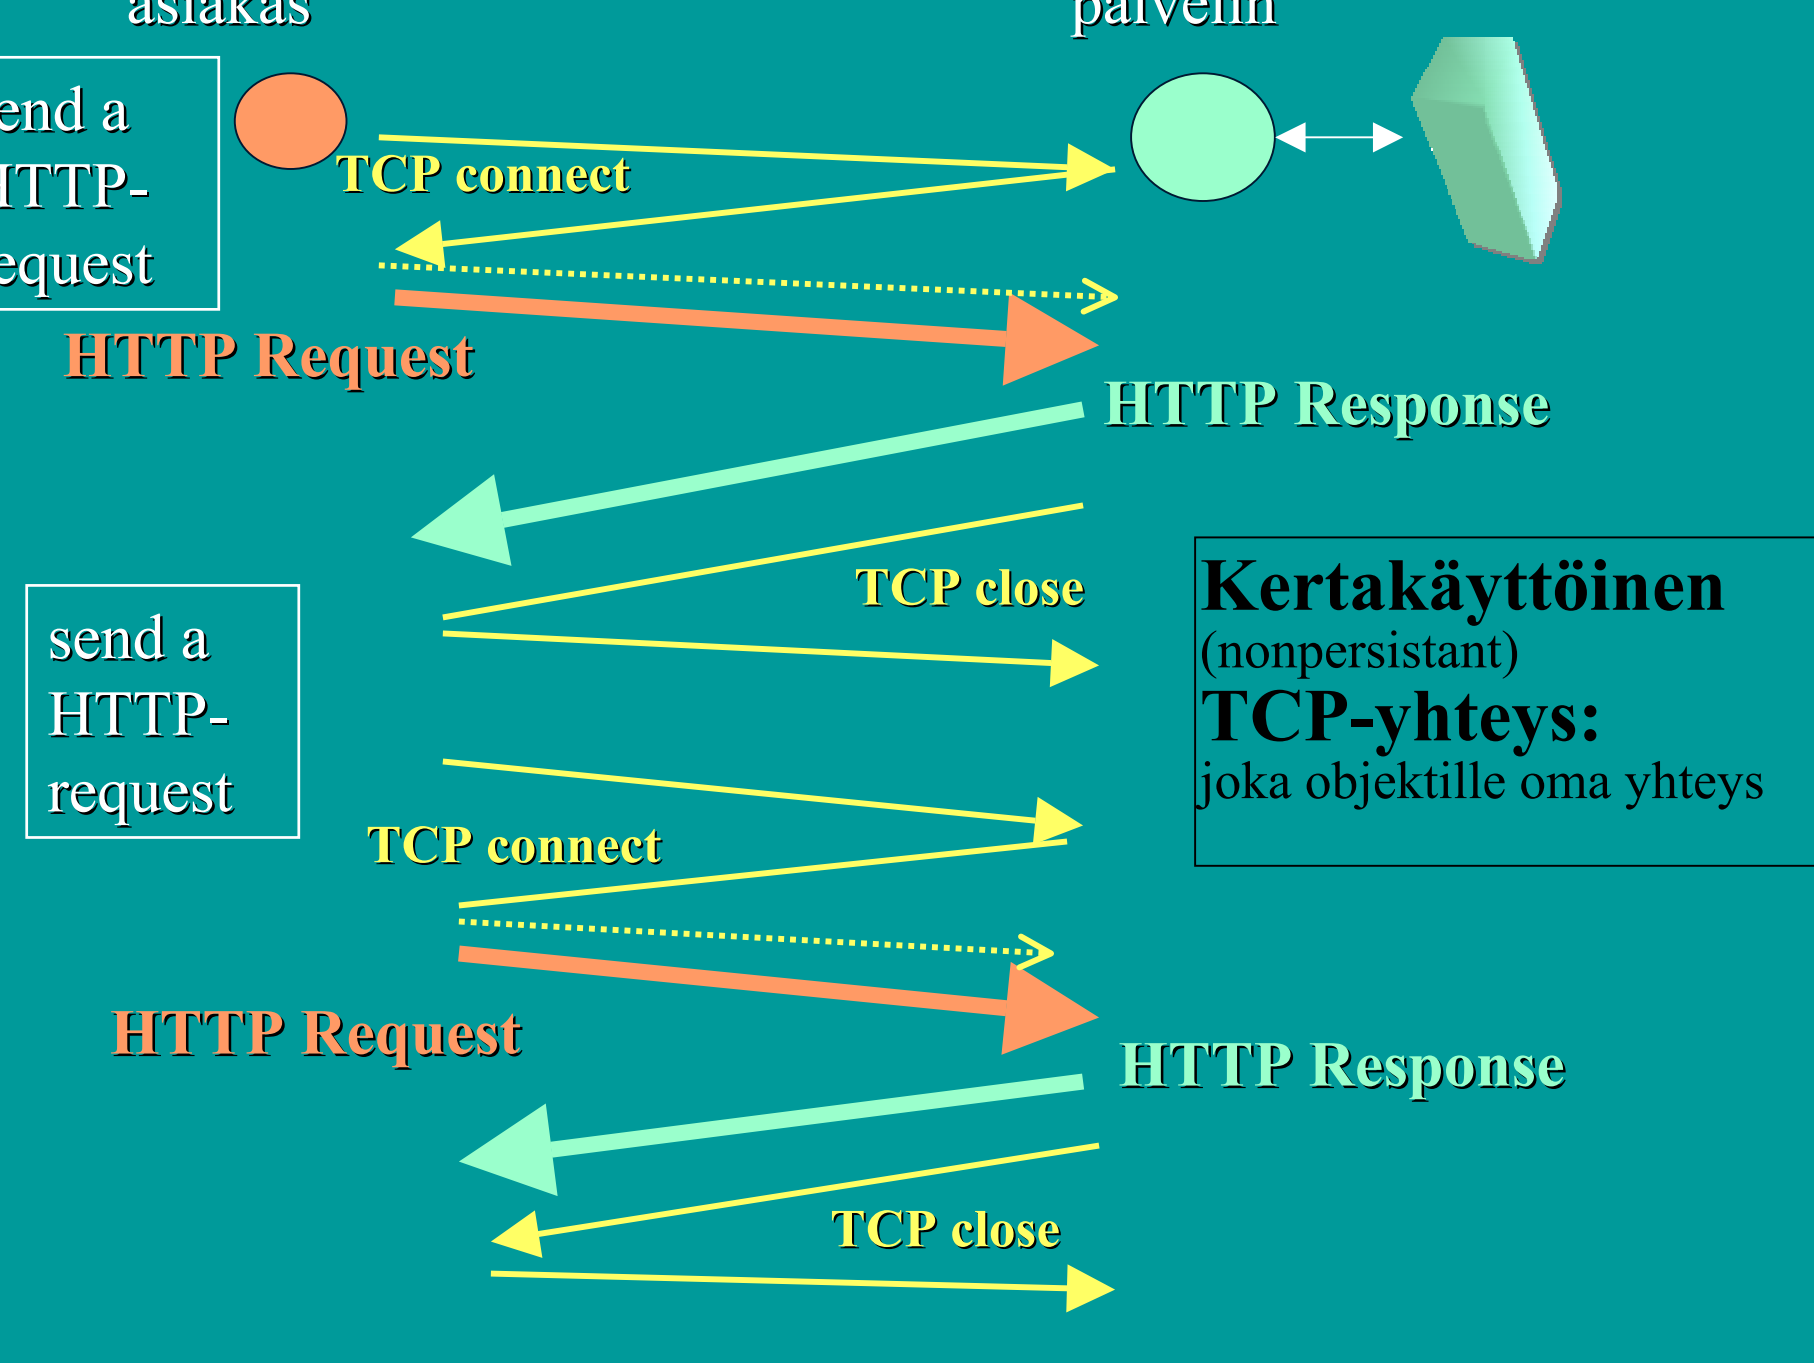 asiakas
palvelin
end a
HTTP-
equest
TCP connect
HTTP Request
HTTP Response
TCP close
send a
HTTP-
request
Kertakäyttöinen
(nonpersistant)
TCP-yhteys:
joka objektille oma yhteys
TCP connect
HTTP Request
HTTP Response
TCP close